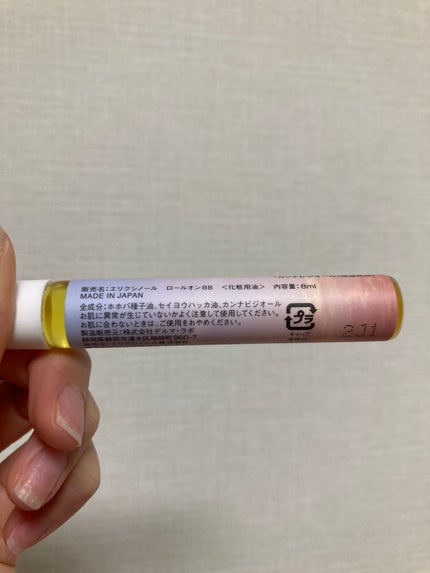 販売名:エリクシノール ロールオン88 <化粧用油> 内容量:8ml
MADE IN JAPAN
全成分:ホホバ種子油、セイヨウハッカ油、カンナビジオール
お肌に異常が生じていないかよく注意して使用してください。
お肌に合わないときは、ご使用をおやめください。
製造販売元:株式会社デルマ・ラボ
静岡県静岡市清水区袖師町960-7
プラ
キャップ